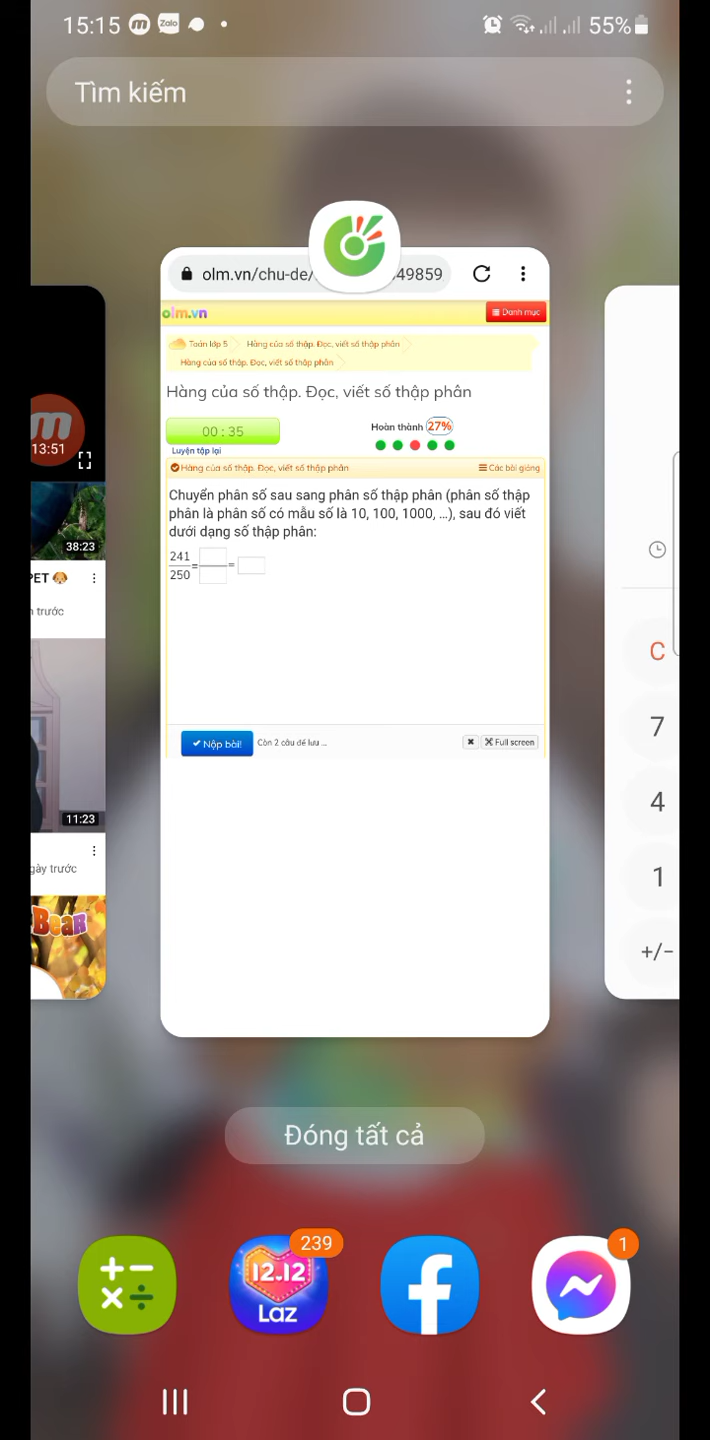 15:15
Zalo
55%
Tìm kiếm
olm.vn/chu-de/
49859
olm.vn
Danh mục
Toán lớp 5
Hàng của số thập. Đọc, viết số thập phân
Hàng của số thập. Đọc, viết số thập phân
Hàng của số thập. Đọc, viết số thập phân
00 : 35
Hoàn thành 27%
Luyện tập lại
Hàng của số thập. Đọc, viết số thập phân
Các bài giảng
Chuyển phân số sau sang phân số thập phân (phân số thập
phân là phân số có mẫu số là 10, 100, 1000, ...), sau đó viết
dưới dạng số thập phân:
241
250
= =
Nộp bài!
Còn 2 câu để lưu ...
Full screen
m
13:51
38:23
PET
trước
11:23
gày trước
BeaR
C
7
4
1
+/−
Đóng tất cả
239
12.12
Laz
1